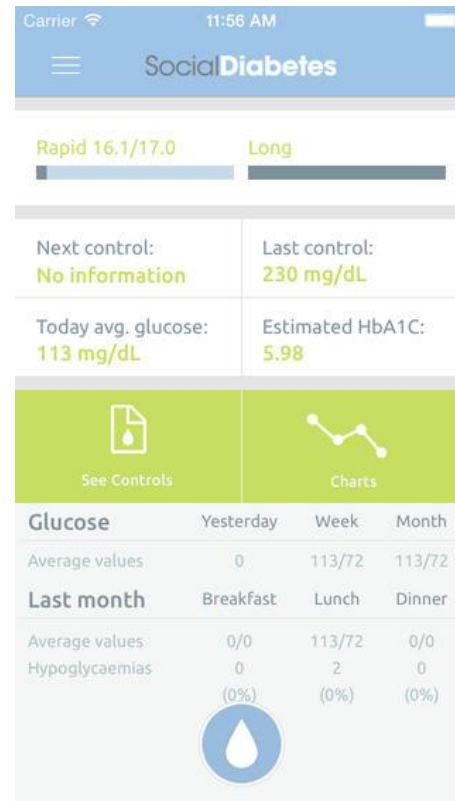 Carrier 11:56 AM
SocialDiabetes
Rapid 16.1/17.0 Long
Next control: Last control:
No information 230 mg/dL
Today avg. glucose: Estimated HbA1C:
113 mg/dL 5.98
See Controls Charts
Glucose Yesterday Week Month
Average values 0 113/72 113/72
Last month Breakfast Lunch Dinner
Average values 0/0 113/72 0/0
Hypoglycaemias 0 2 0
(0%) (0%) (0%)